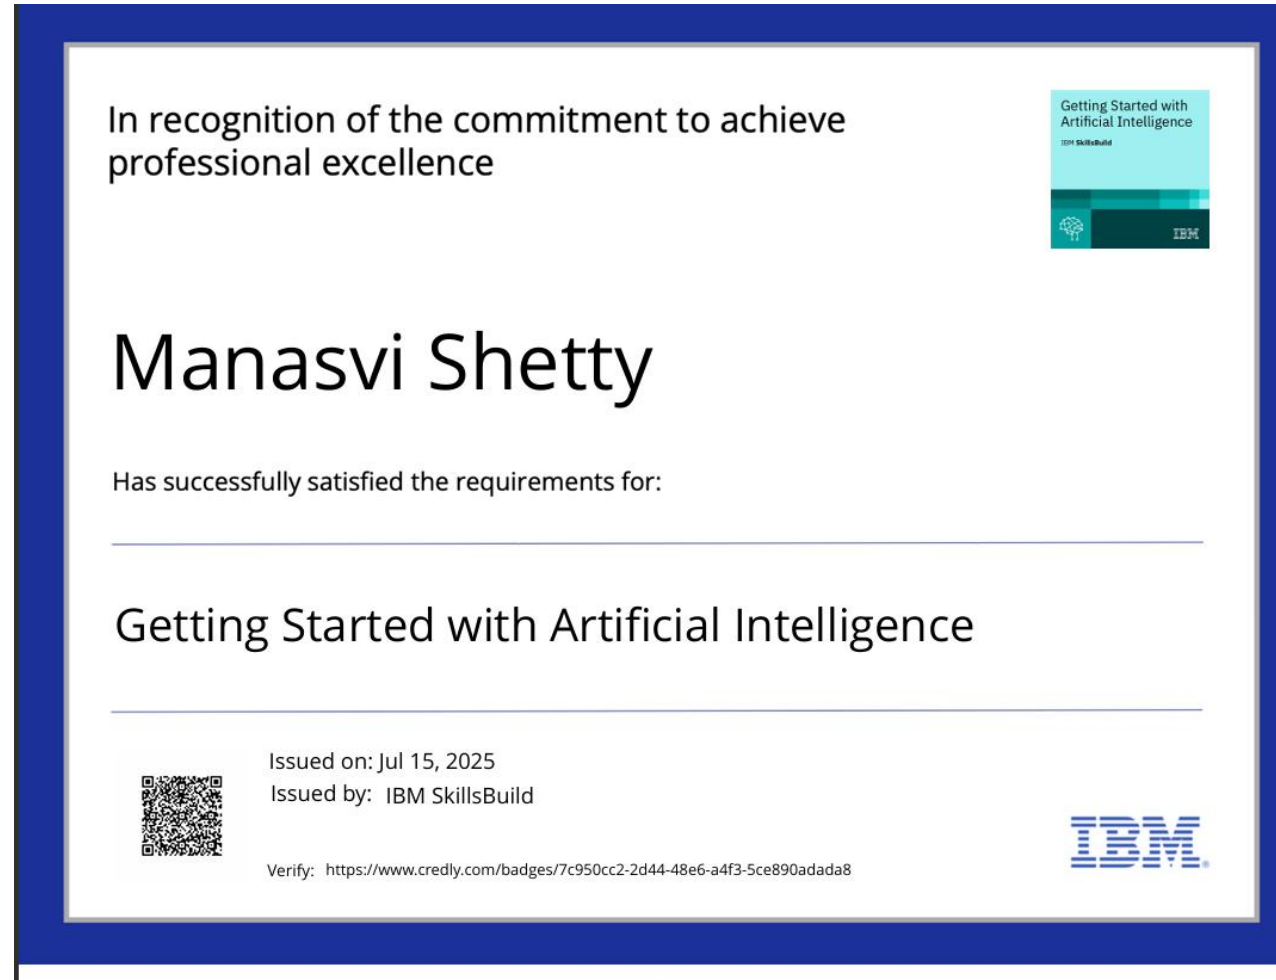 In recognition of the commitment to achieve
professional excellence
Getting Started with
Artificial Intelligence
IBM SkillsBuild
IBM
Manasvi Shetty
Has successfully satisfied the requirements for:
Getting Started with Artificial Intelligence
Issued on: Jul 15, 2025
Issued by: IBM SkillsBuild
Verify: https://www.credly.com/badges/7c950cc2-2d44-48e6-a4f3-5ce890adada8
IBM®